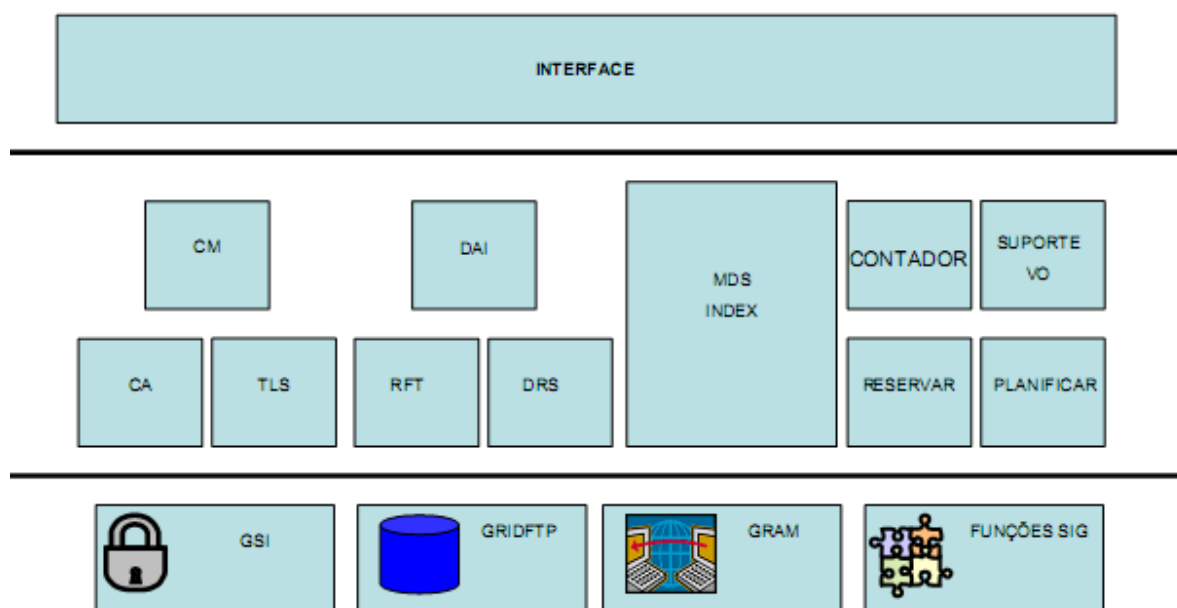 INTERFACE
CM
DAI
MDS
INDEX
CONTADOR
SUPORTE
VO
CA
TLS
RFT
DRS
RESERVAR
PLANIFICAR
GSI
GRIDFTP
GRAM
FUNÇÕES SIG